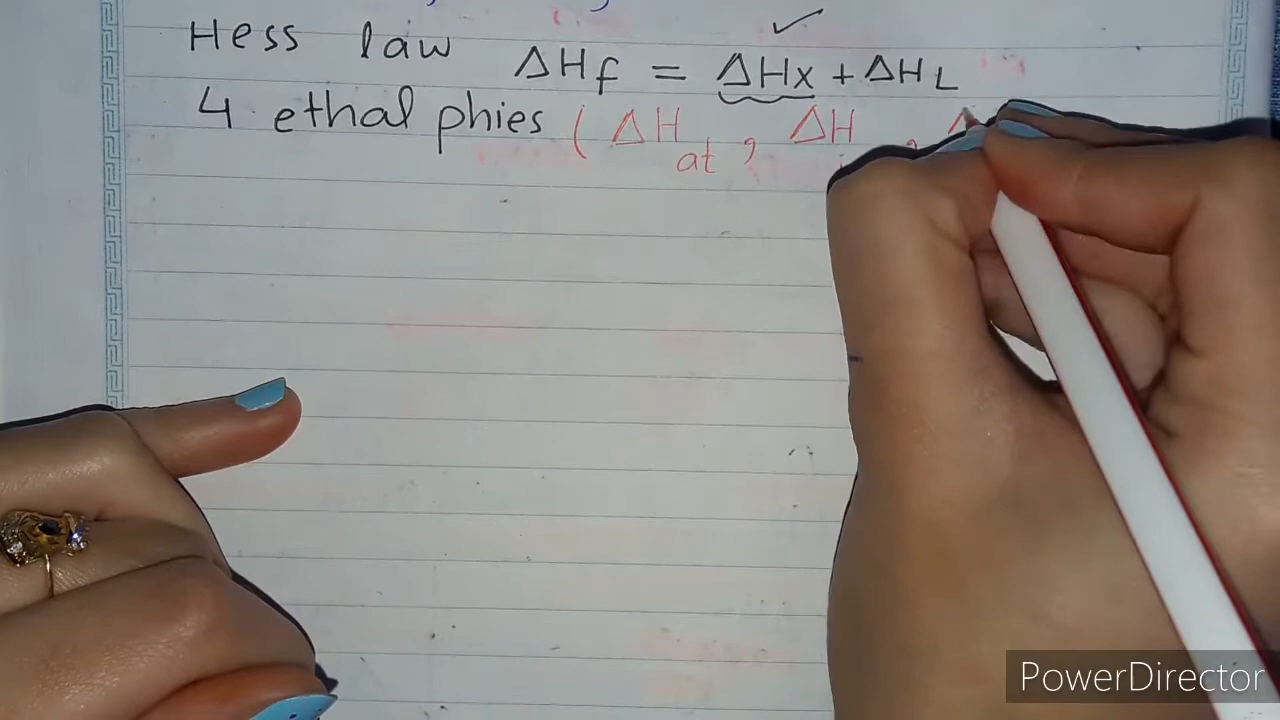 Hess law ΔHf = ΔHx + ΔHL
4 ethal phies ( ΔHat , ΔH ,
PowerDirector